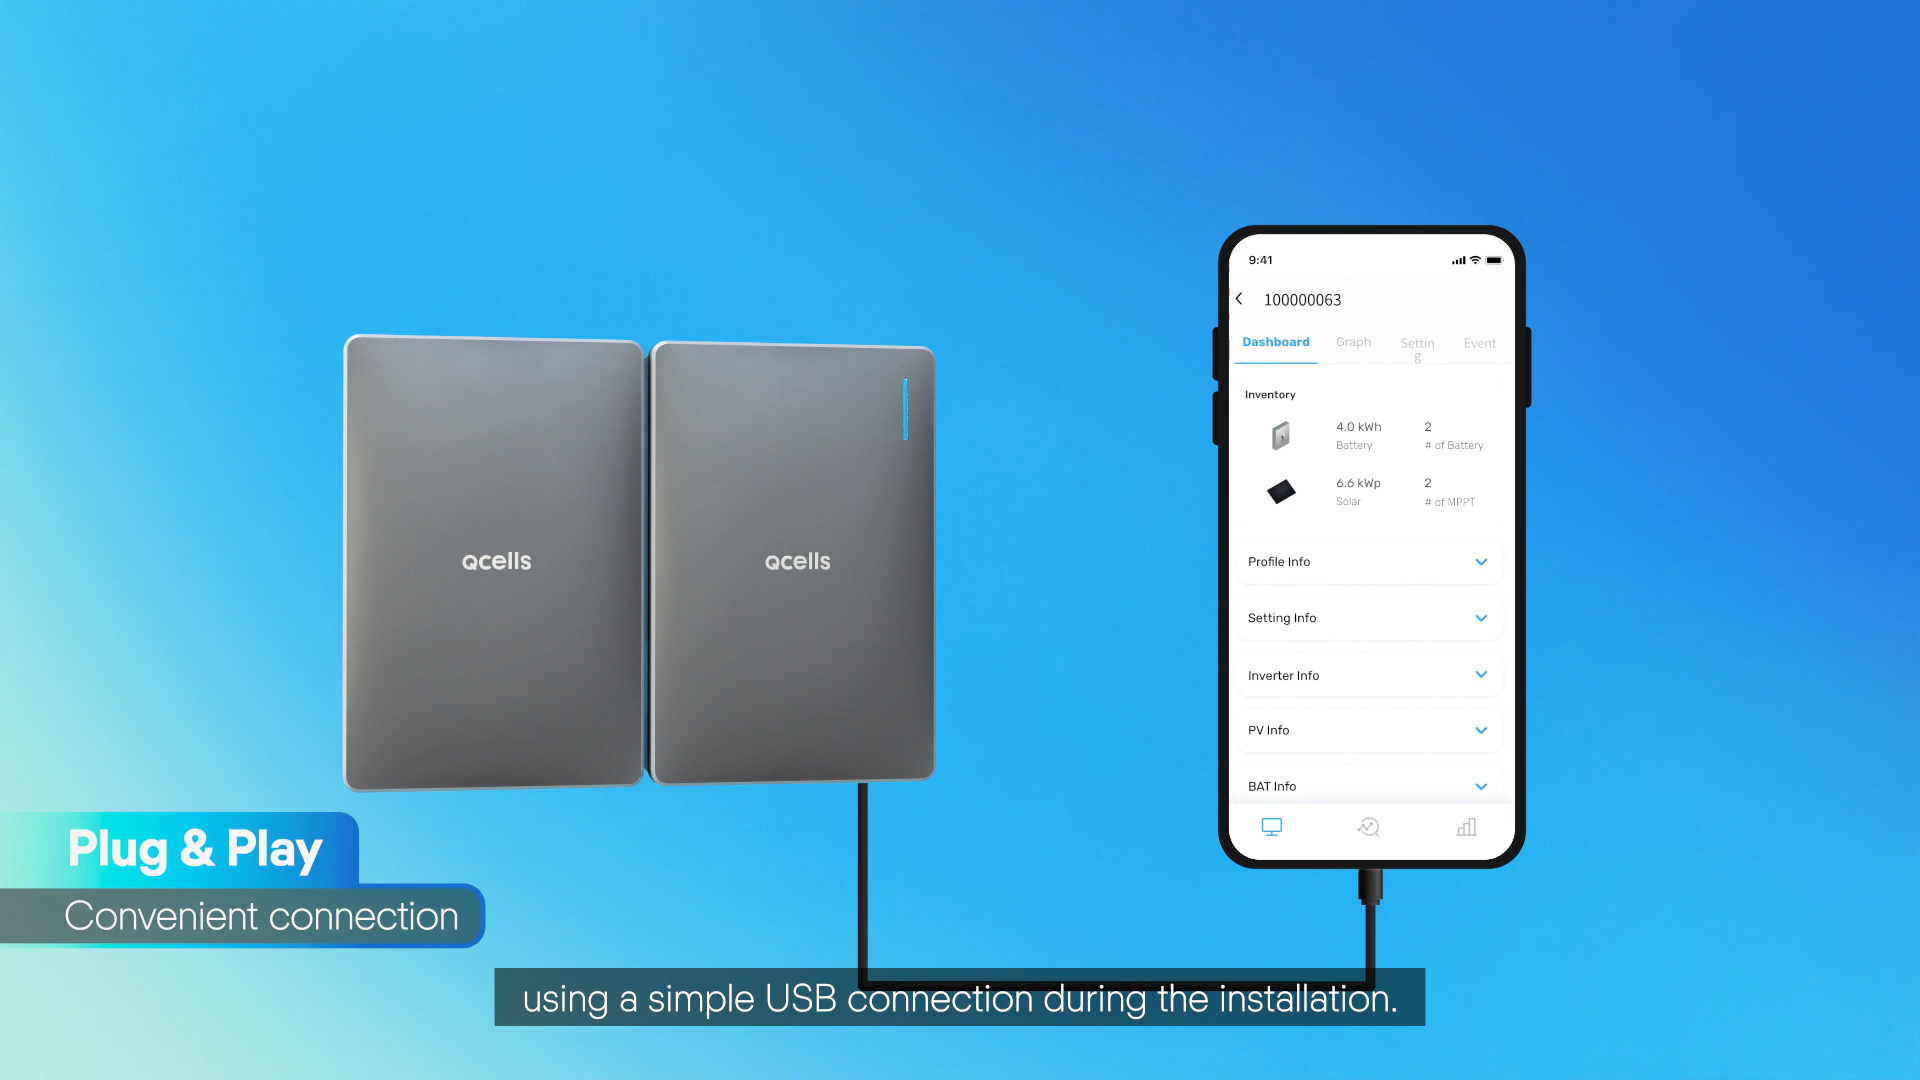 9:41
100000063
Dashboard Graph Settin
g Event
Inventory
4.0 kWh 2
Battery # of Battery
6.6 kWp 2
Solar # of MPPT
Profile Info
Setting Info
Inverter Info
PV Info
BAT Info
Qcells Qcells
Plug & Play
Convenient connection
using a simple USB connection during the installation.